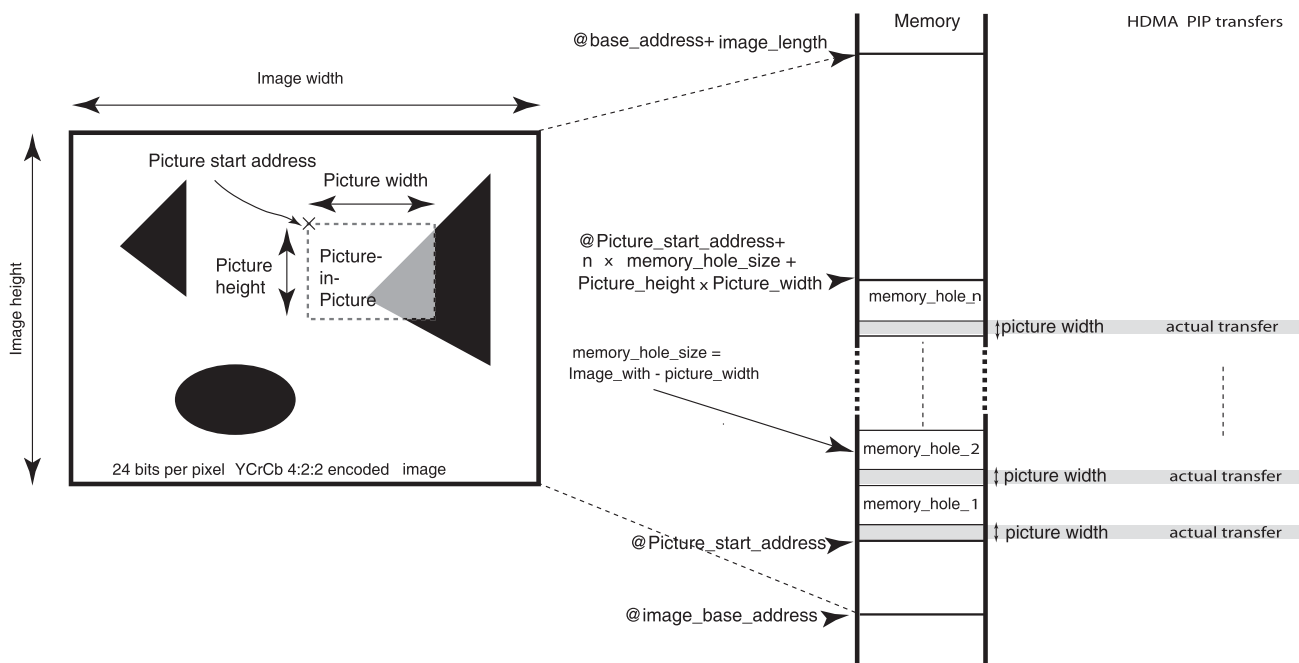 Memory
HDMA PIP transfers
@base_address+ image_length
Image width
Picture start address
Picture width
Image height
Picture
height
Picture-
in-
Picture
24 bits per pixel YCrCb 4:2:2 encoded image
@Picture_start_address+
n x memory_hole_size +
Picture_height x Picture_width
memory_hole_n
picture width
actual transfer
memory_hole_size =
Image_with - picture_width
memory_hole_2
picture width
actual transfer
memory_hole_1
picture width
actual transfer
@Picture_start_address
@image_base_address